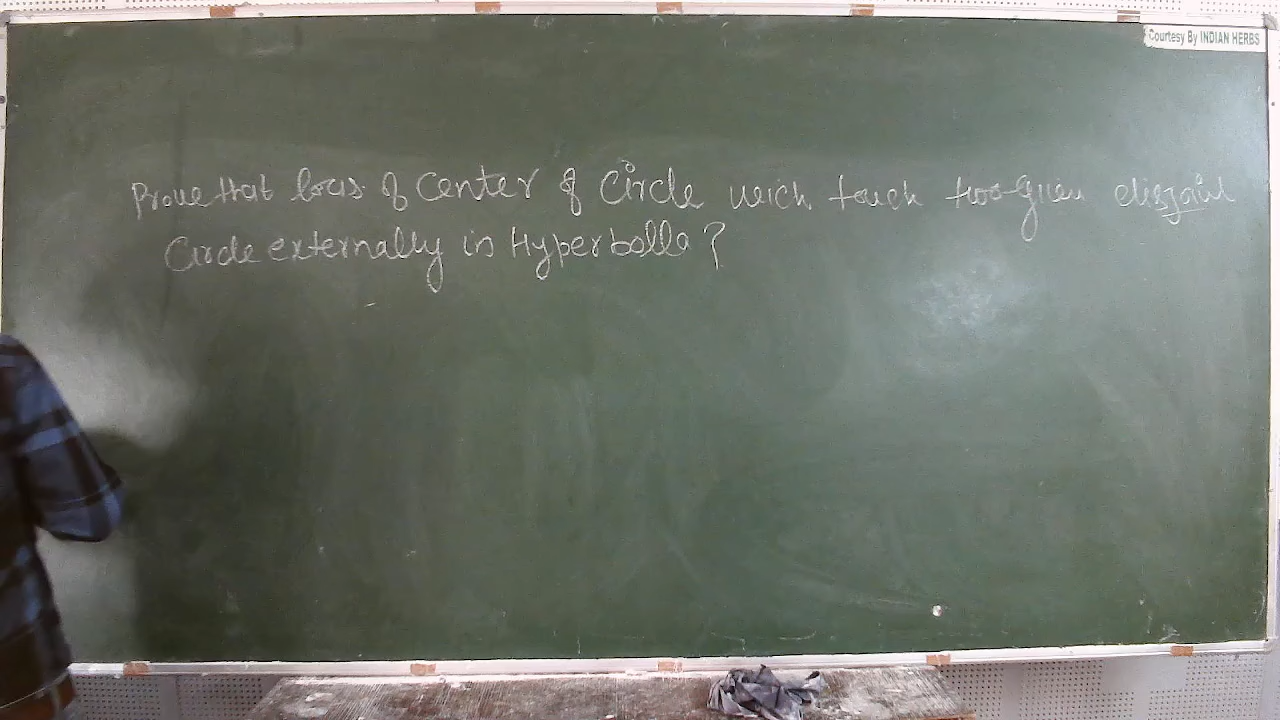 Courtesy By INDIAN HERBS
Prove that locus of Center of Circle which touch two given disjoint
Circle externally is Hyperbolla ?